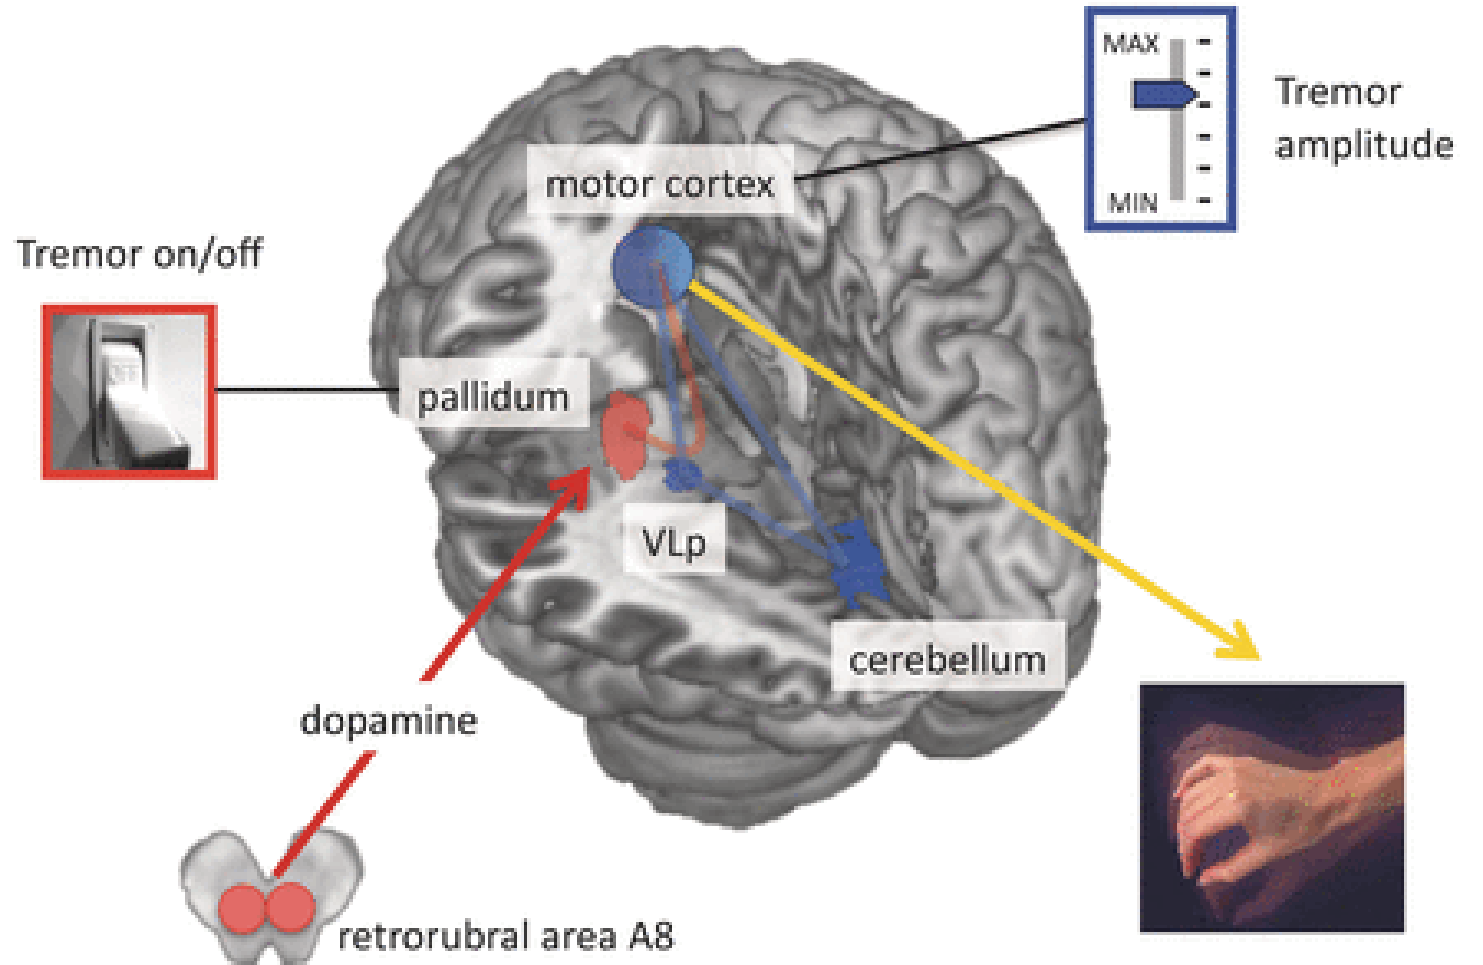 MAX
Tremor
amplitude
MIN
motor cortex
Tremor on/off
pallidum
VLp
cerebellum
dopamine
retrorubral area A8